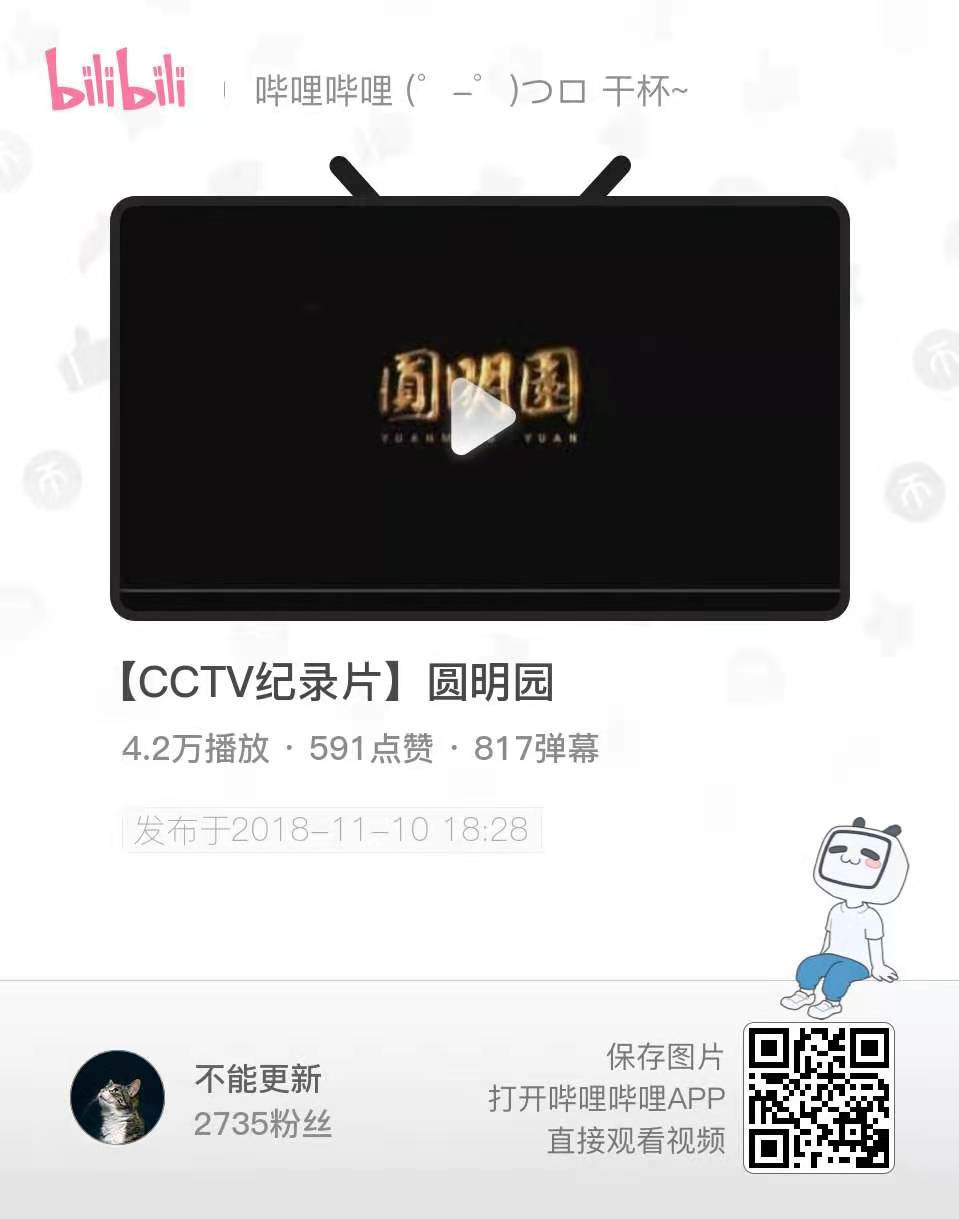 bilibili
哔哩哔哩 (゜-゜)つロ 干杯~
圓明園
【CCTV纪录片】圆明园
4.2万播放 · 591点赞 · 817弹幕
发布于2018-11-10 18:28
不能更新
2735粉丝
保存图片
打开哔哩哔哩APP
直接观看视频